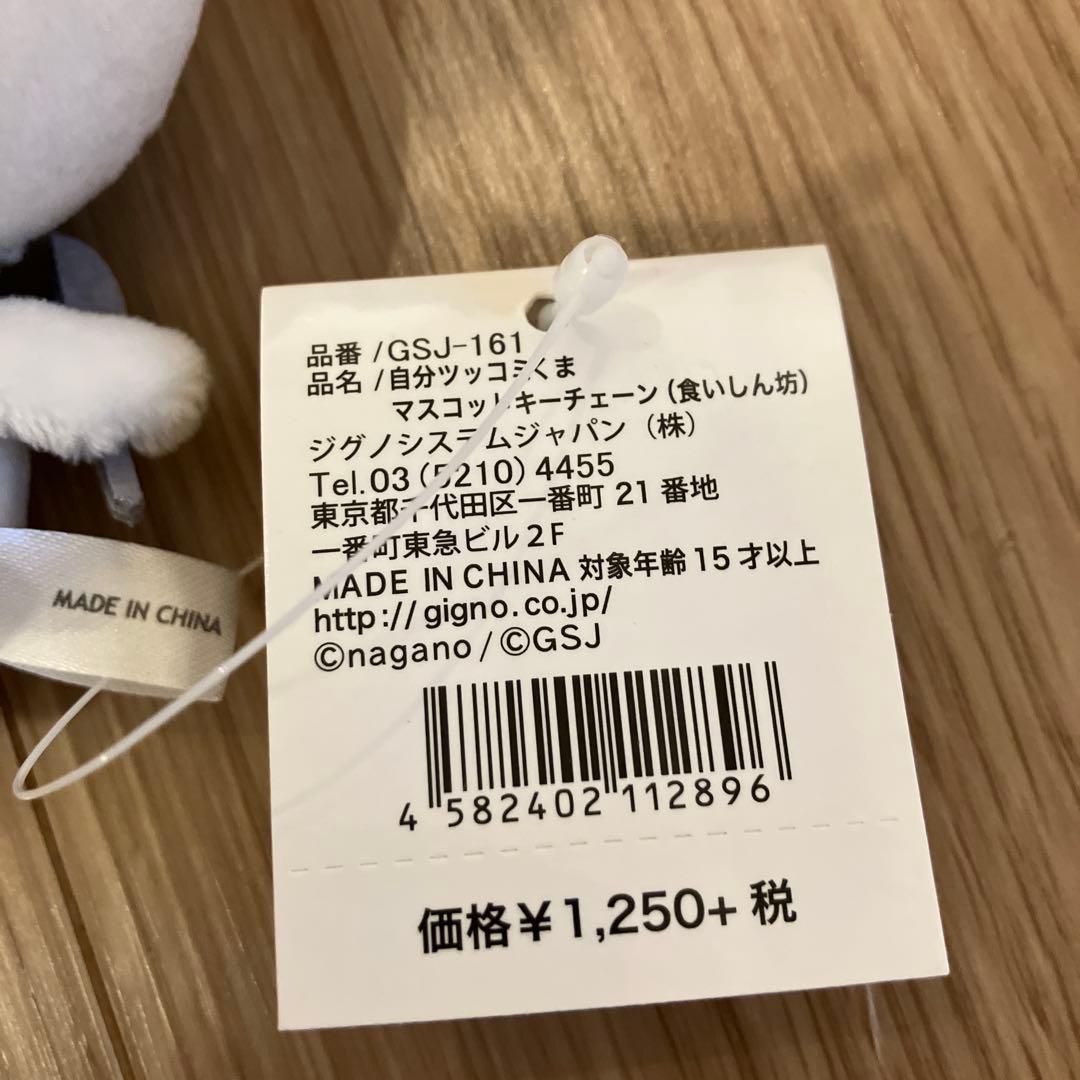 品番 /GSJ-161
品名 /自分ツッコミくま
マスコットキーチェーン (食いしん坊)
ジグノシステムジャパン (株)
Tel.03 (5210) 4455
東京都千代田区一番町 21 番地
一番町東急ビル 2F
MADE IN CHINA 対象年齢 15 才以上
http://gigno.co.jp/
©nagano / ©GSJ
4 582402 112896
価格¥1,250+ 税
MADE IN CHINA